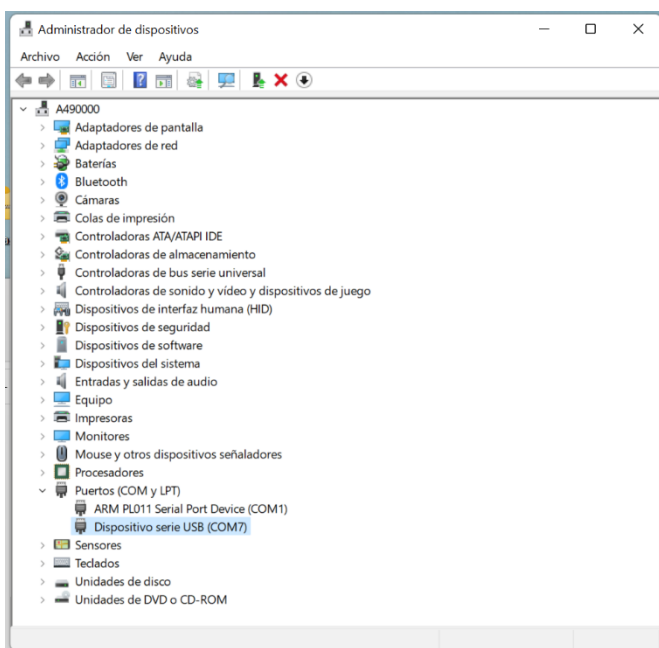 Administrador de dispositivos
Archivo Acción Ver Ayuda
A490000
Adaptadores de pantalla
Adaptadores de red
Baterías
Bluetooth
Cámaras
Colas de impresión
Controladoras ATA/ATAPI IDE
Controladoras de almacenamiento
Controladoras de bus serie universal
Controladoras de sonido y vídeo y dispositivos de juego
Dispositivos de interfaz humana (HID)
Dispositivos de seguridad
Dispositivos de software
Dispositivos del sistema
Entradas y salidas de audio
Equipo
Impresoras
Monitores
Mouse y otros dispositivos señaladores
Procesadores
Puertos (COM y LPT)
ARM PL011 Serial Port Device (COM1)
Dispositivo serie USB (COM7)
Sensores
Teclados
Unidades de disco
Unidades de DVD o CD-ROM